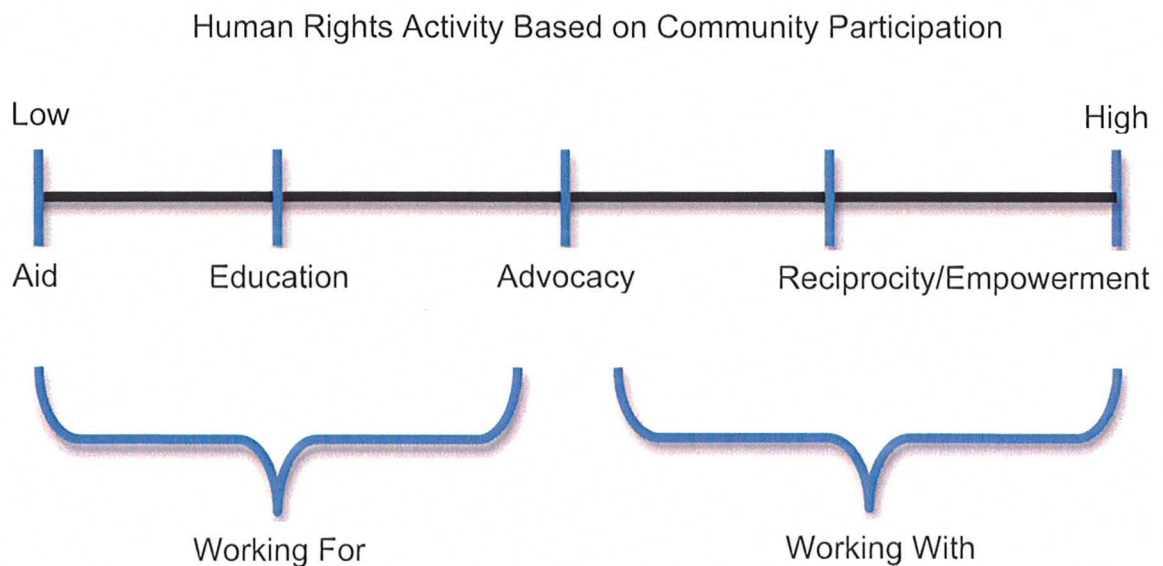 Human Rights Activity Based on Community Participation
Low High
Aid Education Advocacy Reciprocity/Empowerment
Working For Working With